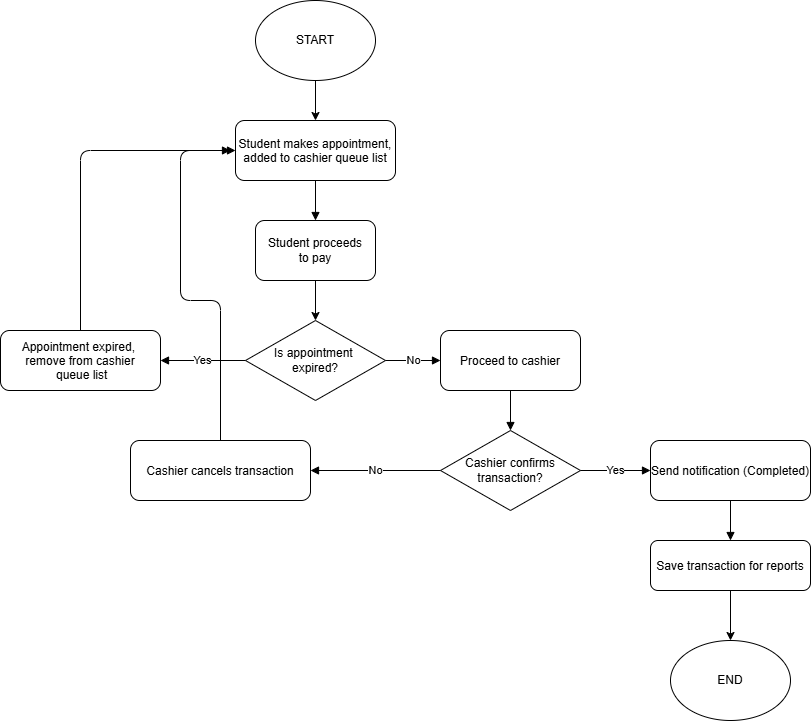 START
Student makes appointment,
added to cashier queue list
Student proceeds
to pay
Is appointment
expired?
Yes
No
Appointment expired,
remove from cashier
queue list
Proceed to cashier
Cashier confirms
transaction?
No
Yes
Cashier cancels transaction
Send notification (Completed)
Save transaction for reports
END